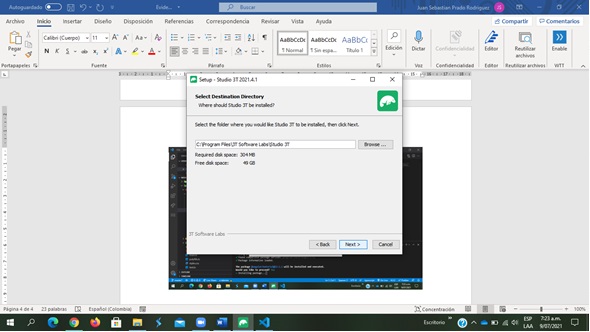 Autoguardado
Evide...
Buscar
Juan Sebastian Prado Rodriguez
JS
Archivo Inicio Insertar Diseño Disposición Referencias Correspondencia Revisar Vista Ayuda
Compartir Comentarios
Pegar
Calibri (Cuerpo) 11
AaBbCcDc AaBbCcDc AaBbCc
1 Normal 1 Sin espa... Título 1
Edición Dictar Confidencialidad Editor Reutilizar archivos Enable
Portapapeles Fuente Párrafo Estilos Voz Confidencialidad Editor Reutilizar archivos WTT
Setup - Studio 3T 2021.4.1
Select Destination Directory
Where should Studio 3T be installed?
Select the folder where you would like Studio 3T to be installed, then click Next.
C:\Program Files\3T Software Labs\Studio 3T
Browse ...
Required disk space: 304 MB
Free disk space: 49 GB
3T Software Labs
< Back Next > Cancel
Página 4 de 4 23 palabras Español (Colombia) Concentración 100%
Escritorio
ESP
LAA
7:23 a.m.
9/07/2021